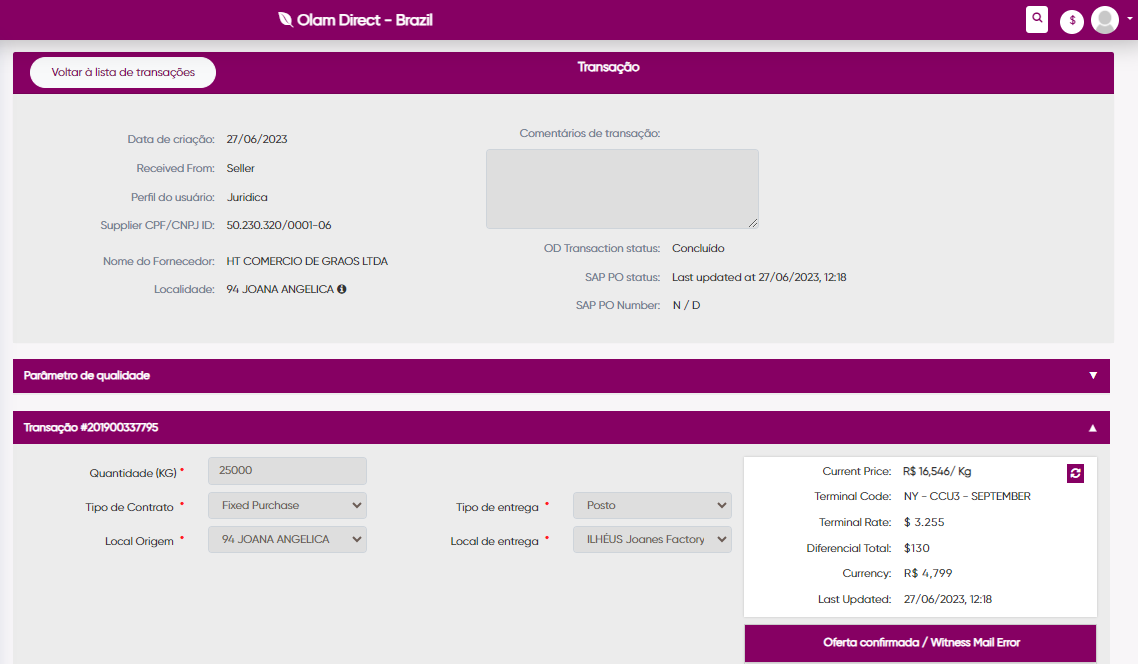 Olam Direct - Brazil
$
Voltar à lista de transações
Transação
Data de criação: 27/06/2023
Received From: Seller
Perfil do usuário: Juridica
Supplier CPF/CNPJ ID: 50.230.320/0001-06
Nome do Fornecedor: HT COMERCIO DE GRAOS LTDA
Localidade: 94 JOANA ANGELICA
Comentários de transação:
OD Transaction status: Concluído
SAP PO status: Last updated at 27/06/2023, 12:18
SAP PO Number: N / D
Parâmetro de qualidade
Transação #201900337795
Quantidade (KG) * 25000
Tipo de Contrato * Fixed Purchase
Local Origem * 94 JOANA ANGELICA
Tipo de entrega * Posto
Local de entrega * ILHÉUS Joanes Factory
Current Price: R$ 16,546/ Kg
Terminal Code: NY - CCU3 - SEPTEMBER
Terminal Rate: $ 3.255
Diferencial Total: $130
Currency: R$ 4,799
Last Updated: 27/06/2023, 12:18
Oferta confirmada / Witness Mail Error